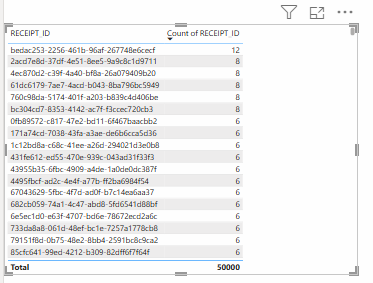 RECEIPT_ID Count of RECEIPT_ID
bedac253-2256-461b-96af-267748e6cecf 12
2acd7e8d-37df-4e51-8ee5-9a9c8c1d9711 8
4ec870d2-c39f-4a40-bf8a-26a079409b20 8
61dc6179-7ae7-4acd-b043-8ba796bc5949 8
760c98da-5174-401f-a203-b839c4d406be 8
bc304cd7-8353-4142-ac7f-f3ccec720cb3 8
0fb89572-c817-47e2-bd11-6f467baacbb2 6
171a74cd-7038-43fa-a3ae-de6b6cca5d36 6
1c12bd8a-c68c-41ee-a26d-294021d3e0b8 6
431fe612-ed55-470e-939c-043ad31f33f3 6
43955b35-6fbc-4909-a4de-1a0de0dc387f 6
4495fbcf-ad2c-4e4f-a77b-ff2ba6984f54 6
67043629-5fbc-4f7d-ad0f-b7c14ea6aa37 6
682cb059-74a1-4c47-abd8-5fd6541d88bf 6
6e5ec1d0-e63f-4707-bd6e-78672ecd2a6c 6
733da8a8-061d-48ef-bc1e-7257a1778cb8 6
79151f8d-0b75-48e2-8bb4-2591bc8c9ca2 6
85cfc641-99ed-4212-b309-82dff6f7f64f 6
Total 50000